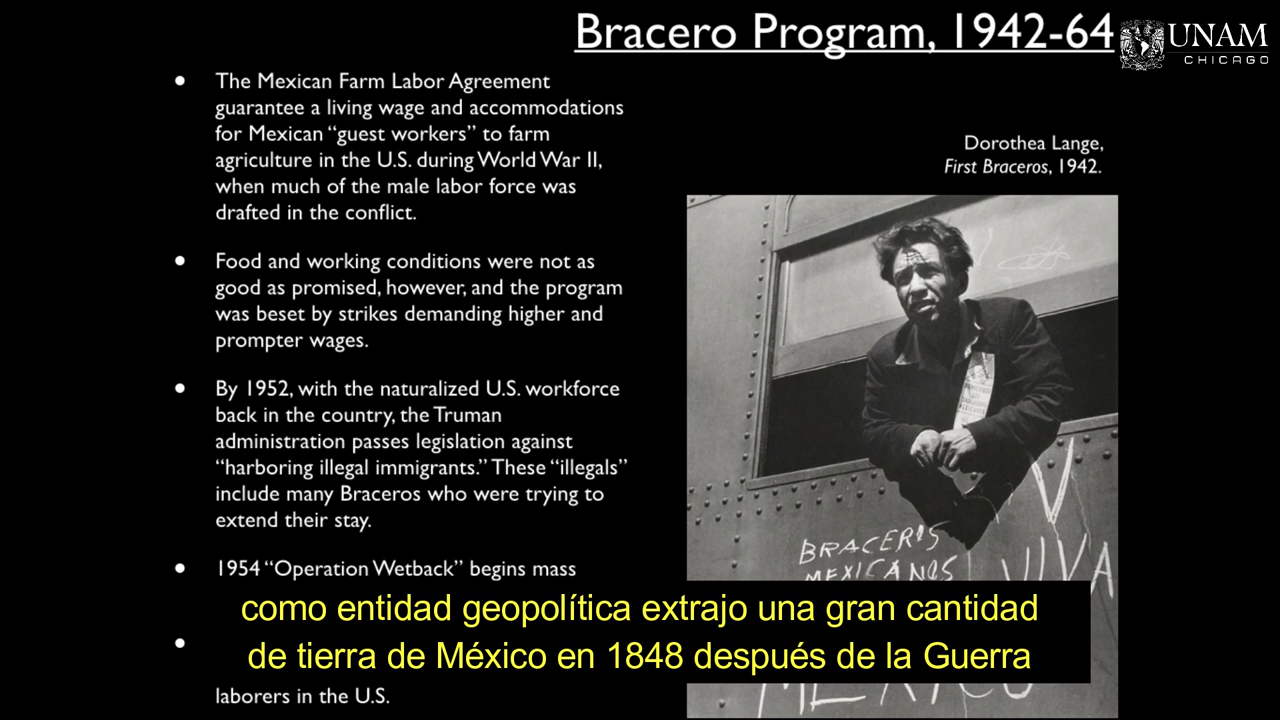 Bracero Program, 1942-64
UNAM
CHICAGO
• The Mexican Farm Labor Agreement
guarantee a living wage and accommodations
for Mexican “guest workers” to farm
agriculture in the U.S. during World War II,
when much of the male labor force was
drafted in the conflict.
• Food and working conditions were not as
good as promised, however, and the program
was beset by strikes demanding higher and
prompter wages.
• By 1952, with the naturalized U.S. workforce
back in the country, the Truman
administration passes legislation against
“harboring illegal immigrants.” These “illegals”
include many Braceros who were trying to
extend their stay.
• 1954 “Operation Wetback” begins mass
•
laborers in the U.S.
Dorothea Lange,
First Braceros, 1942.
BRACEROS
MEXICANOS
VIVA
MEXICO
como entidad geopolítica extrajo una gran cantidad
de tierra de México en 1848 después de la Guerra